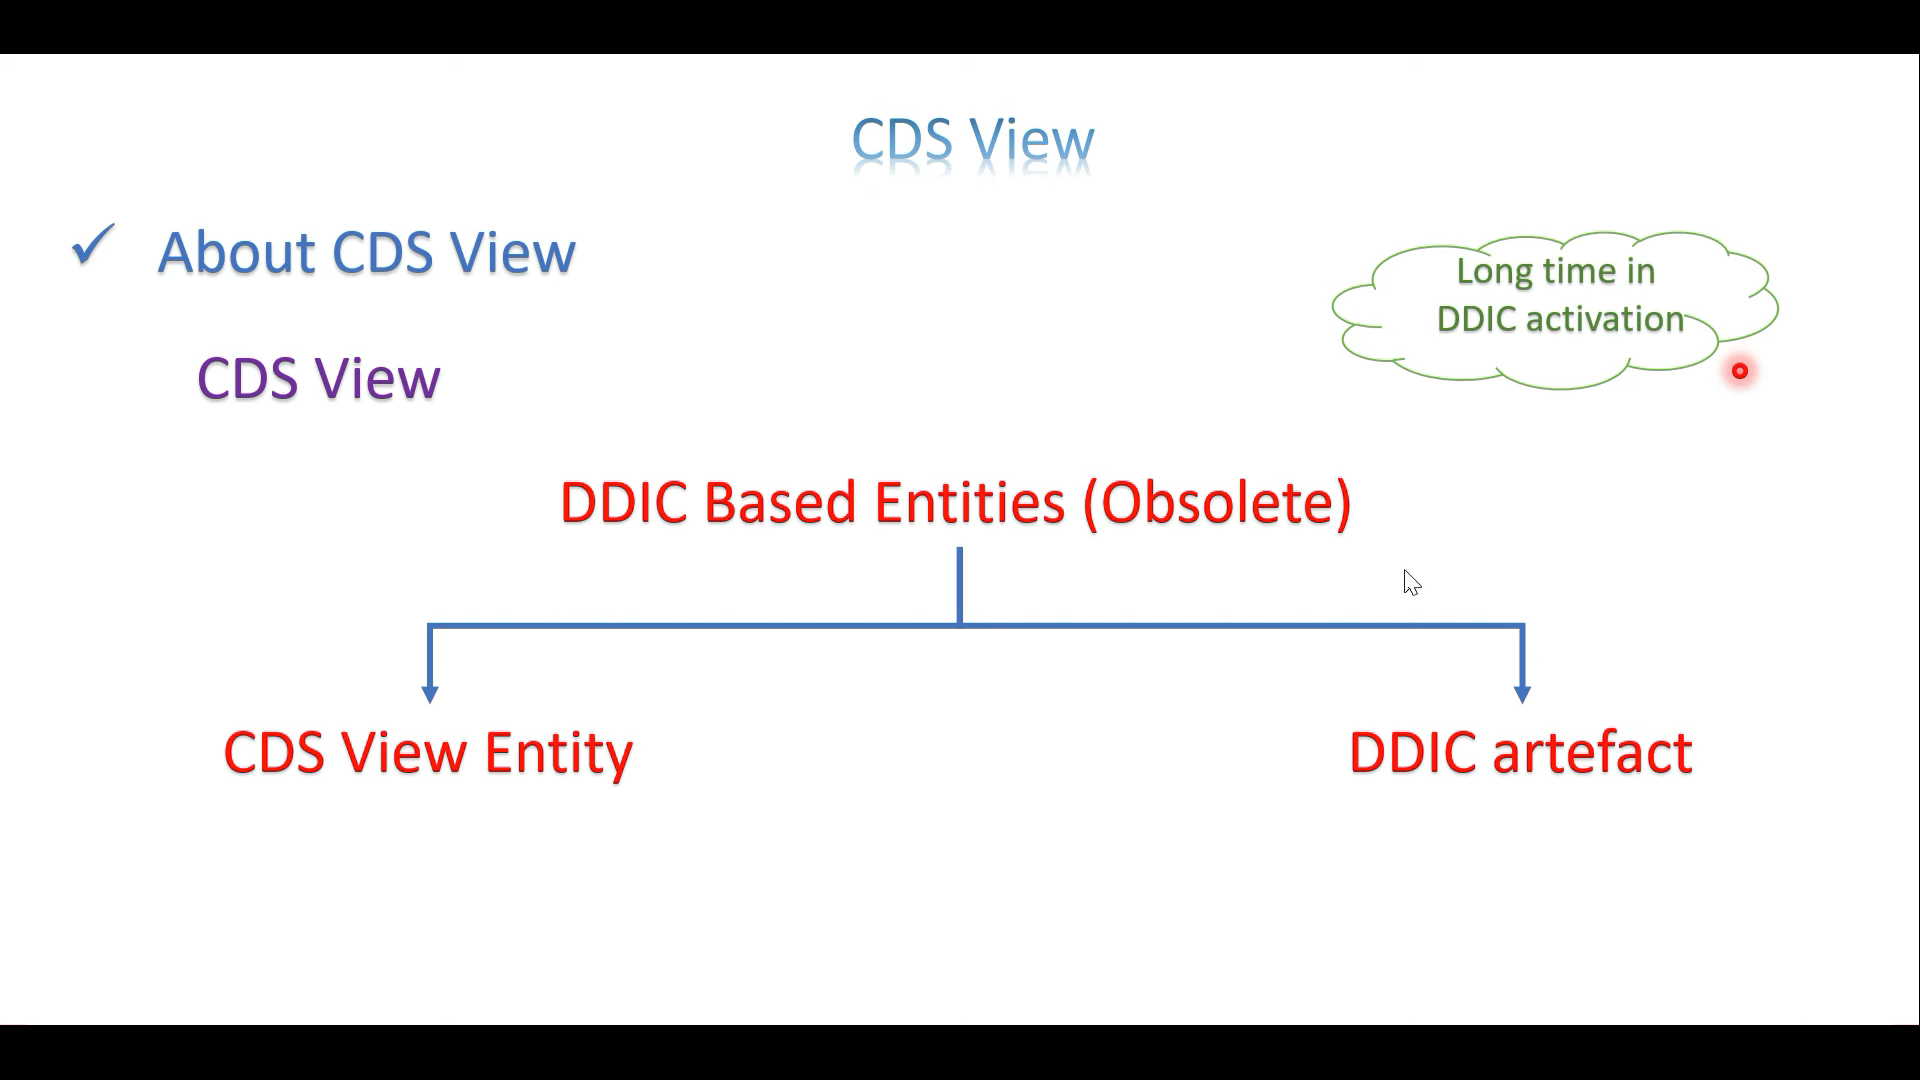 CDS View
About CDS View
Long time in
DDIC activation
CDS View
DDIC Based Entities (Obsolete)
CDS View Entity
DDIC artefact